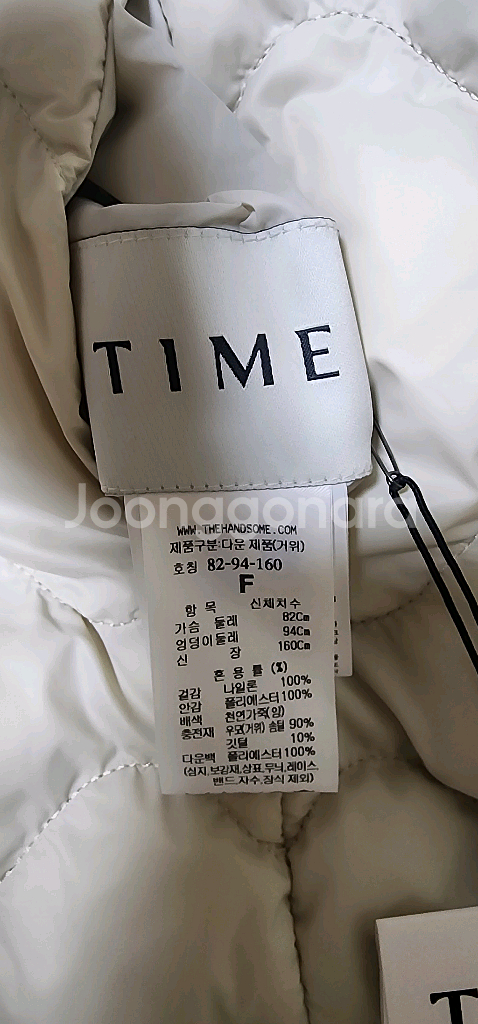 TIME
Joonggonara
WWW.THEHANDSOME.COM
제품구분:다운 제품(거위)
호칭 82-94-160
F
항 목 신체치수
가슴 둘레 82Cm
엉덩이둘레 94Cm
신 장 160Cm
혼 용 률 (%)
겉감 나일론 100%
안감 폴리에스터 100%
배색 천연가죽(양)
충전재 우모(거위) 솜털 90%
깃털 10%
다운백 폴리에스터 100%
(심지,보강재,상표,무늬,레이스,
밴드,자수,장식 제외)
T